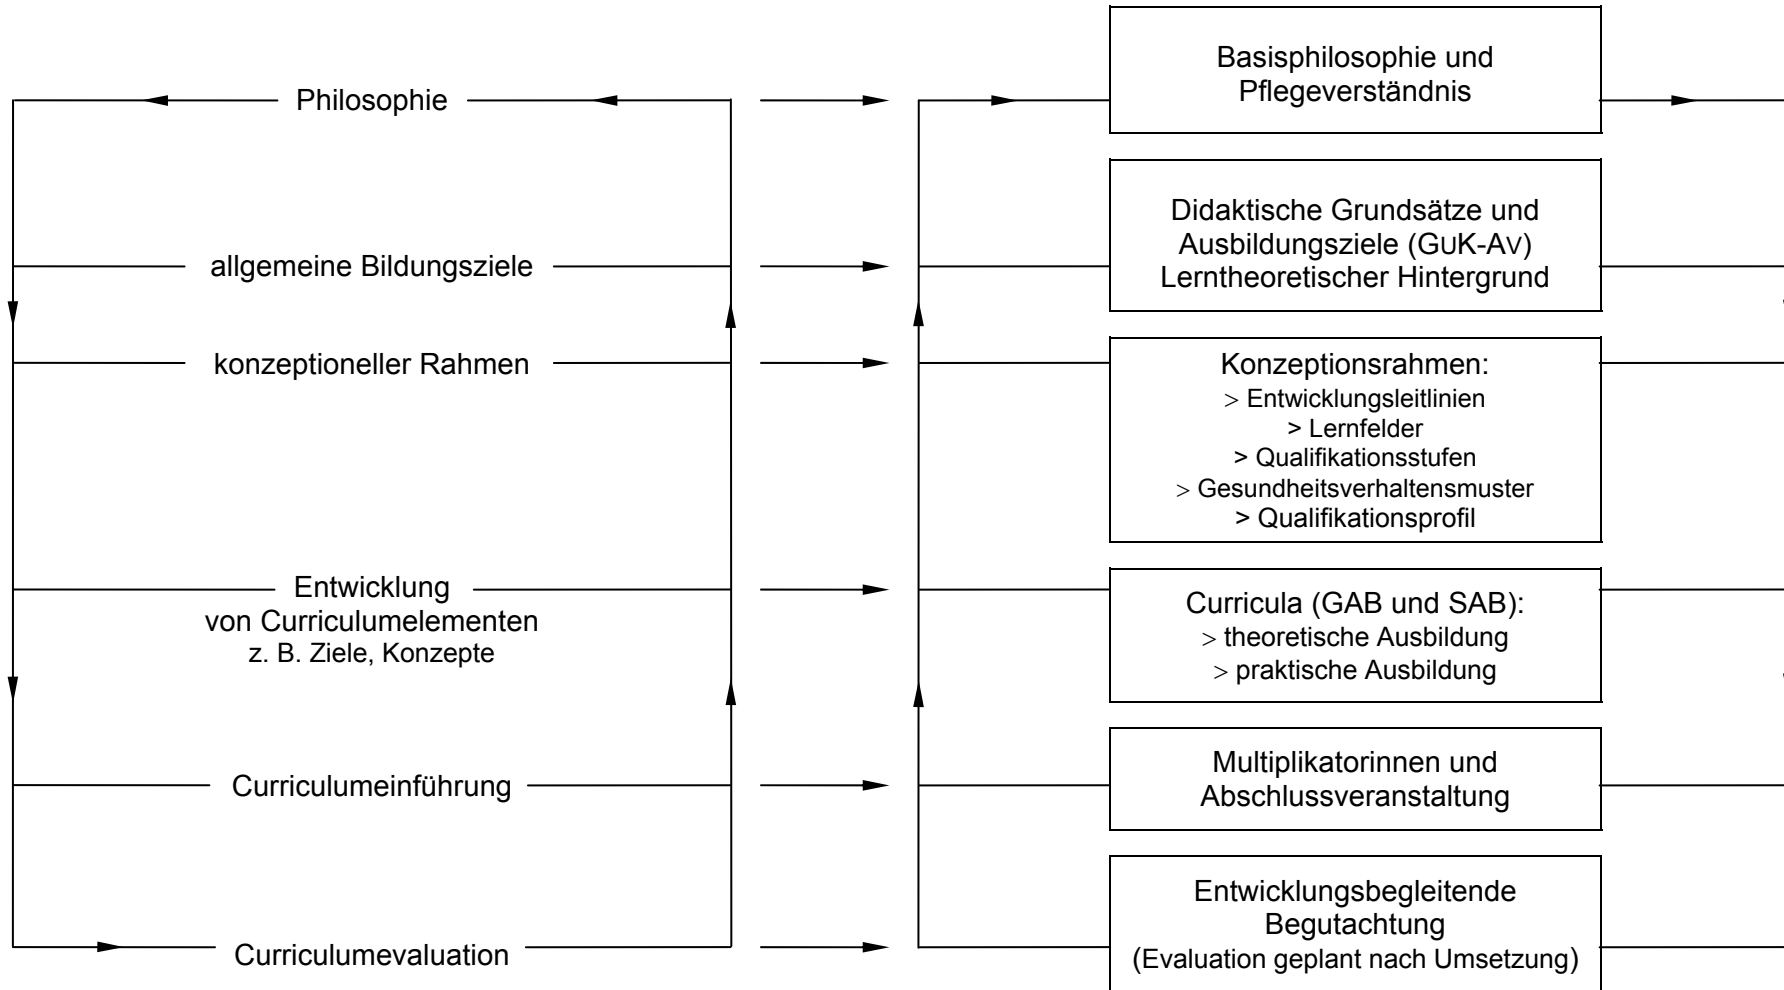 Philosophie
allgemeine Bildungsziele
konzeptioneller Rahmen
Entwicklung
von Curriculumelementen
z. B. Ziele, Konzepte
Curriculumeinführung
Curriculumevaluation
Basisphilosophie und
Pflegeverständnis
Didaktische Grundsätze und
Ausbildungsziele (GUK-AV)
Lerntheoretischer Hintergrund
Konzeptionsrahmen:
> Entwicklungsleitlinien
> Lernfelder
> Qualifikationsstufen
> Gesundheitsverhaltensmuster
> Qualifikationsprofil
Curricula (GAB und SAB):
> theoretische Ausbildung
> praktische Ausbildung
Multiplikatorinnen und
Abschlussveranstaltung
Entwicklungsbegleitende
Begutachtung
(Evaluation geplant nach Umsetzung)